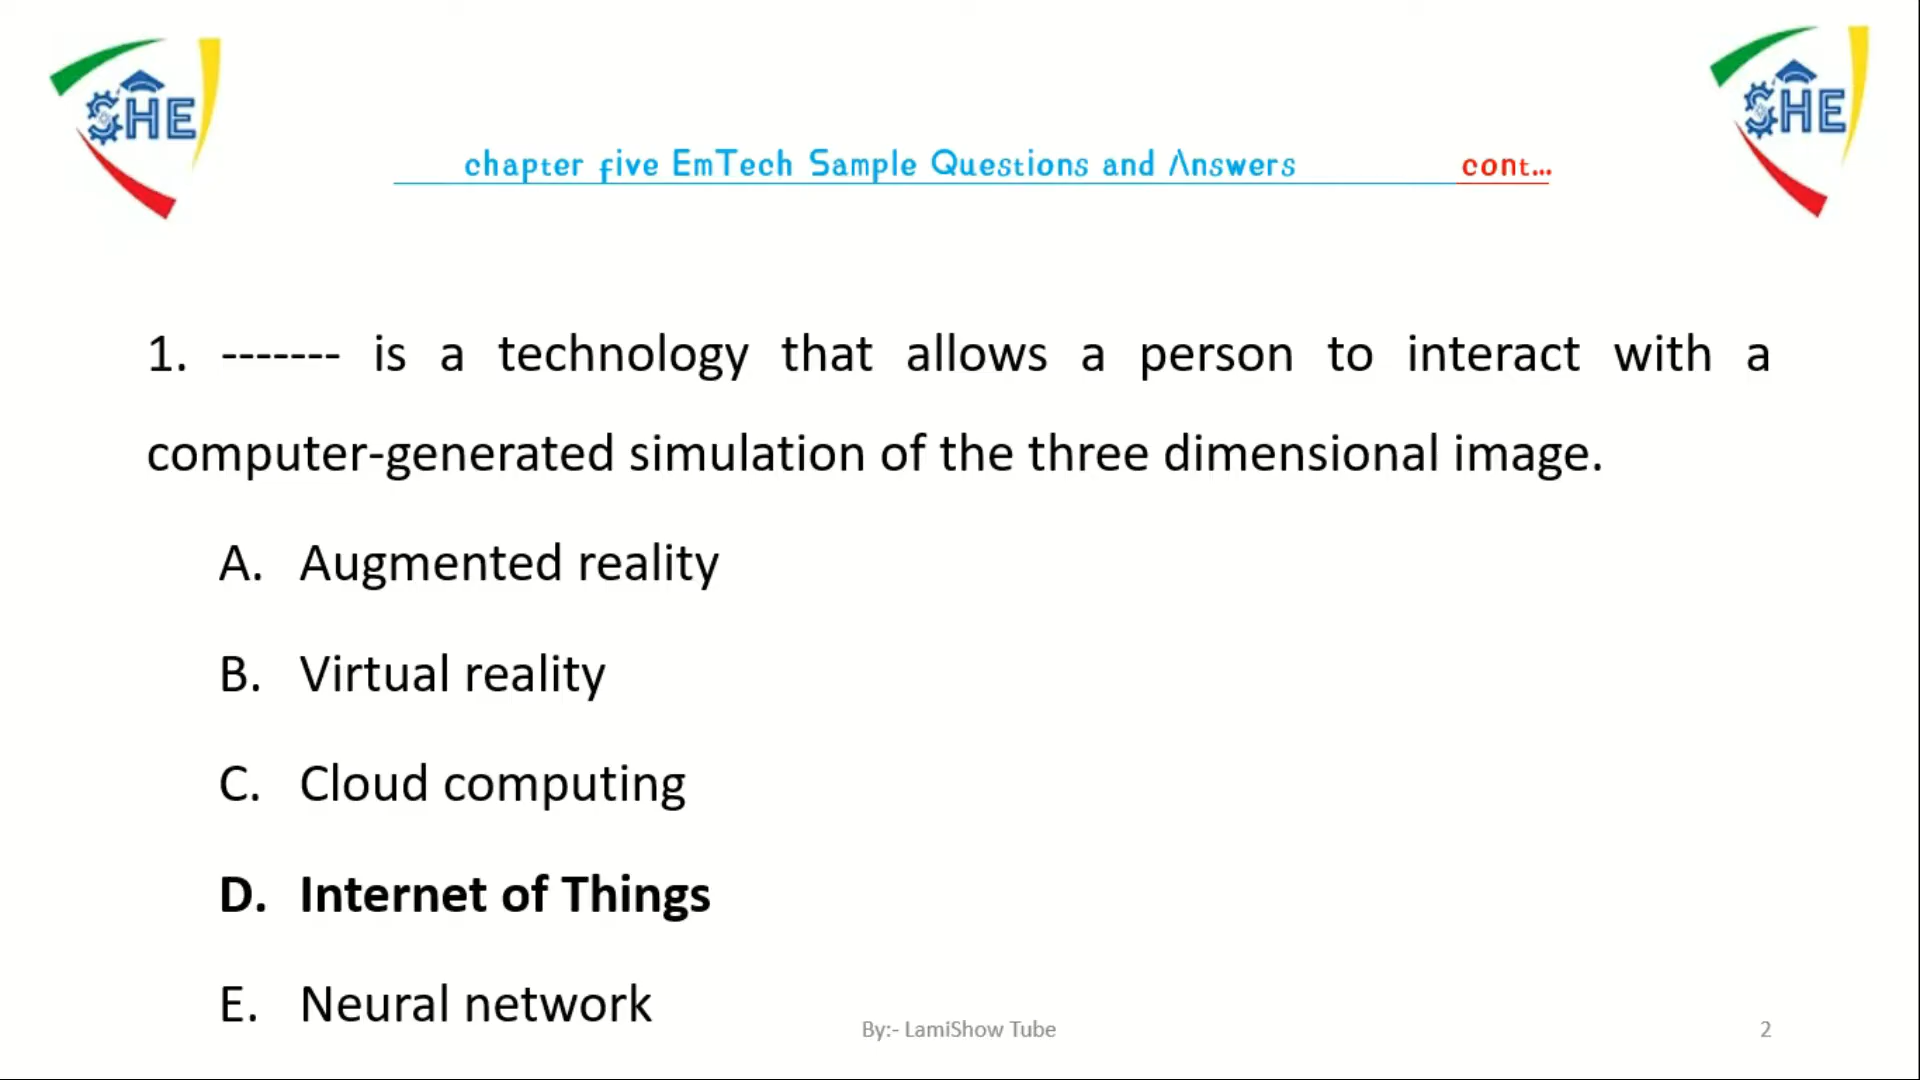 SHE
SHE
chapter five EmTech Sample Questions and Answers cont...
1. ------- is a technology that allows a person to interact with a
computer-generated simulation of the three dimensional image.
A. Augmented reality
B. Virtual reality
C. Cloud computing
D. Internet of Things
E. Neural network
By:- LamiShow Tube
2